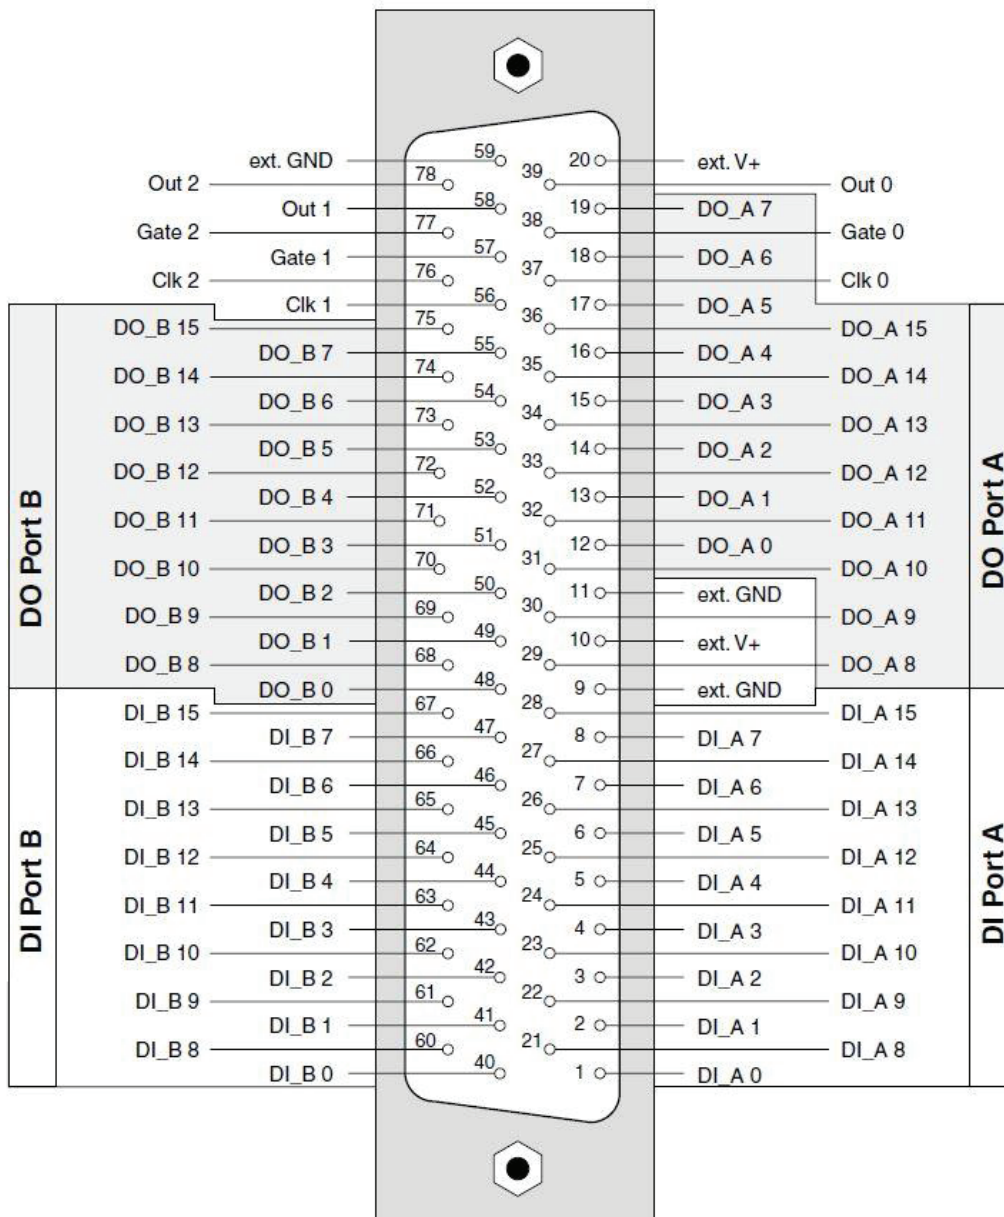 ext. GND 59 20 ext. V+
Out 2 78 39 Out 0
Out 1 58 19 DO_A 7
Gate 2 77 38 Gate 0
Gate 1 57 18 DO_A 6
Clk 2 76 37 Clk 0
Clk 1 56 17 DO_A 5
DO_B 15 75 36 DO_A 15
DO_B 7 55 16 DO_A 4
DO_B 14 74 35 DO_A 14
DO_B 6 54 15 DO_A 3
DO_B 13 73 34 DO_A 13
DO_B 5 53 14 DO_A 2
DO_B 12 72 33 DO_A 12
DO_B 4 52 13 DO_A 1
DO_B 11 71 32 DO_A 11
DO_B 3 51 12 DO_A 0
DO_B 10 70 31 DO_A 10
DO_B 2 50 11 ext. GND
DO_B 9 69 30 DO_A 9
DO_B 1 49 10 ext. V+
DO_B 8 68 29 DO_A 8
DO_B 0 48 9 ext. GND
DO Port B
DO Port A
DI_B 15 67 28 DI_A 15
DI_B 7 47 8 DI_A 7
DI_B 14 66 27 DI_A 14
DI_B 6 46 7 DI_A 6
DI_B 13 65 26 DI_A 13
DI_B 5 45 6 DI_A 5
DI_B 12 64 25 DI_A 12
DI_B 4 44 5 DI_A 4
DI_B 11 63 24 DI_A 11
DI_B 3 43 4 DI_A 3
DI_B 10 62 23 DI_A 10
DI_B 2 42 3 DI_A 2
DI_B 9 61 22 DI_A 9
DI_B 1 41 2 DI_A 1
DI_B 8 60 21 DI_A 8
DI_B 0 40 1 DI_A 0
DI Port B
DI Port A